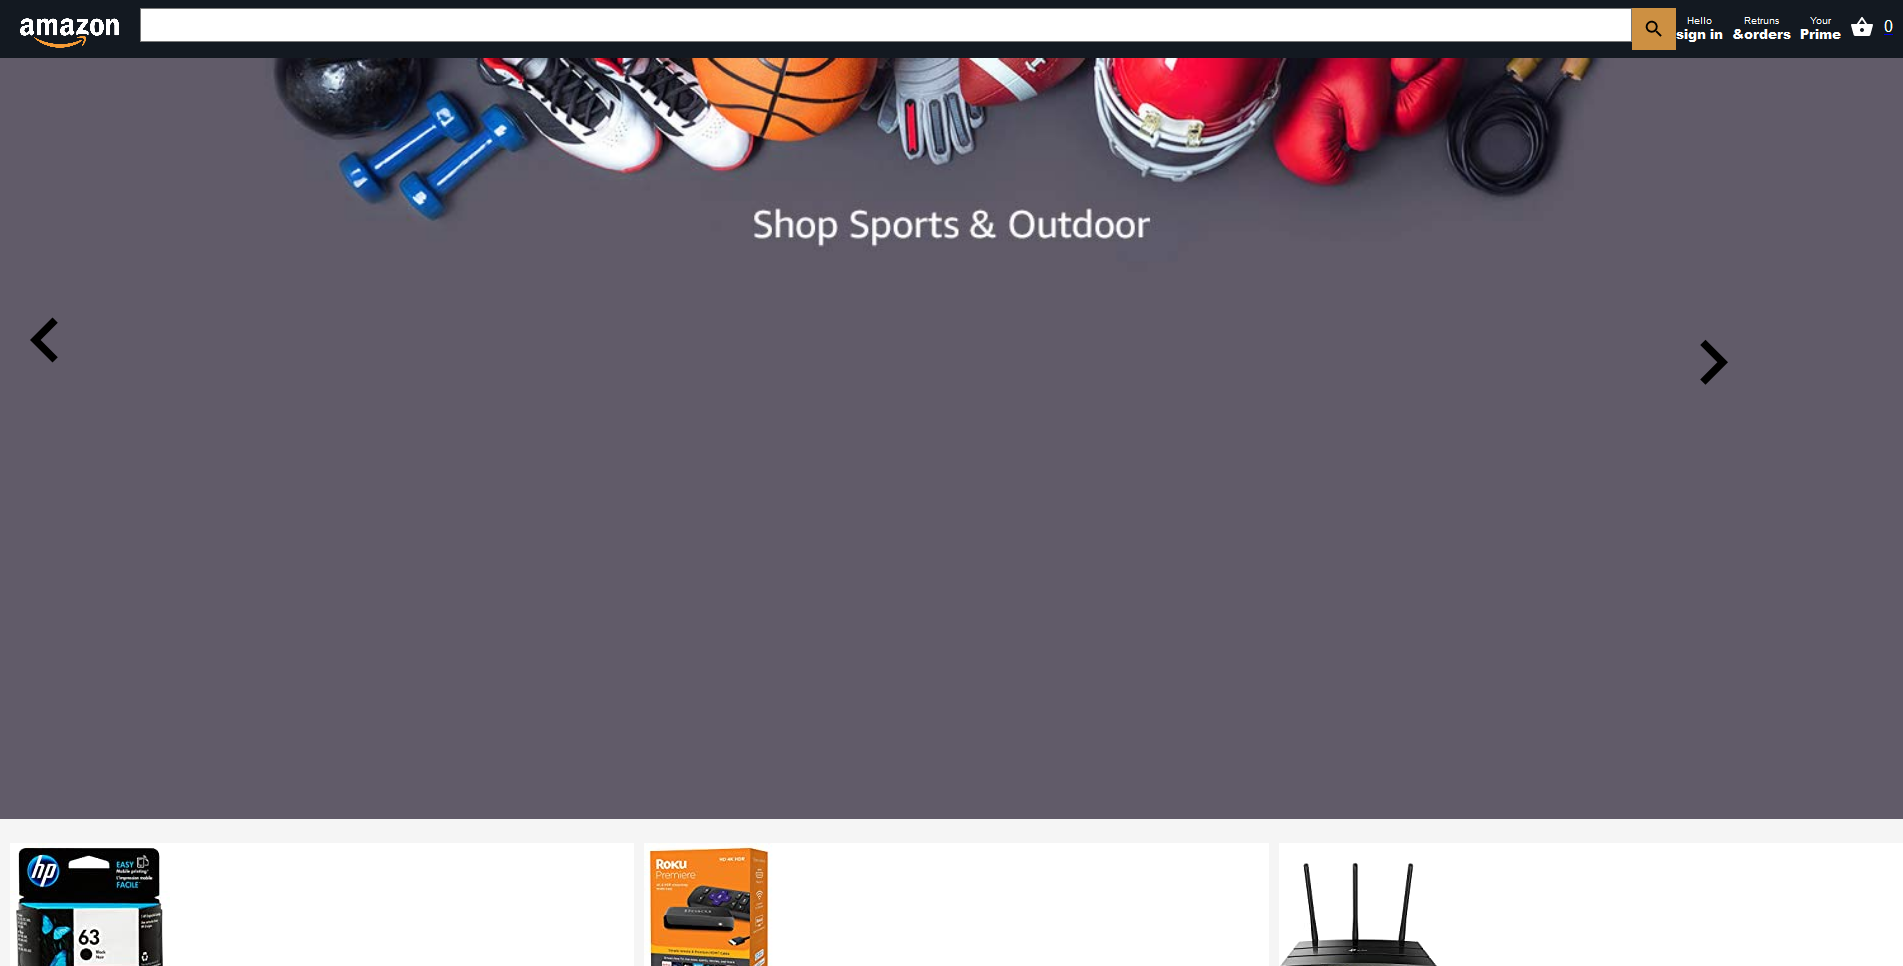 amazon
Hello
sign in
Retruns
&orders
Your
Prime
0
Shop Sports & Outdoor
hp
EASY
Mobile printing*
L'impression mobile
FACILE*
63
Roku
Premiere
HD 4K HDR